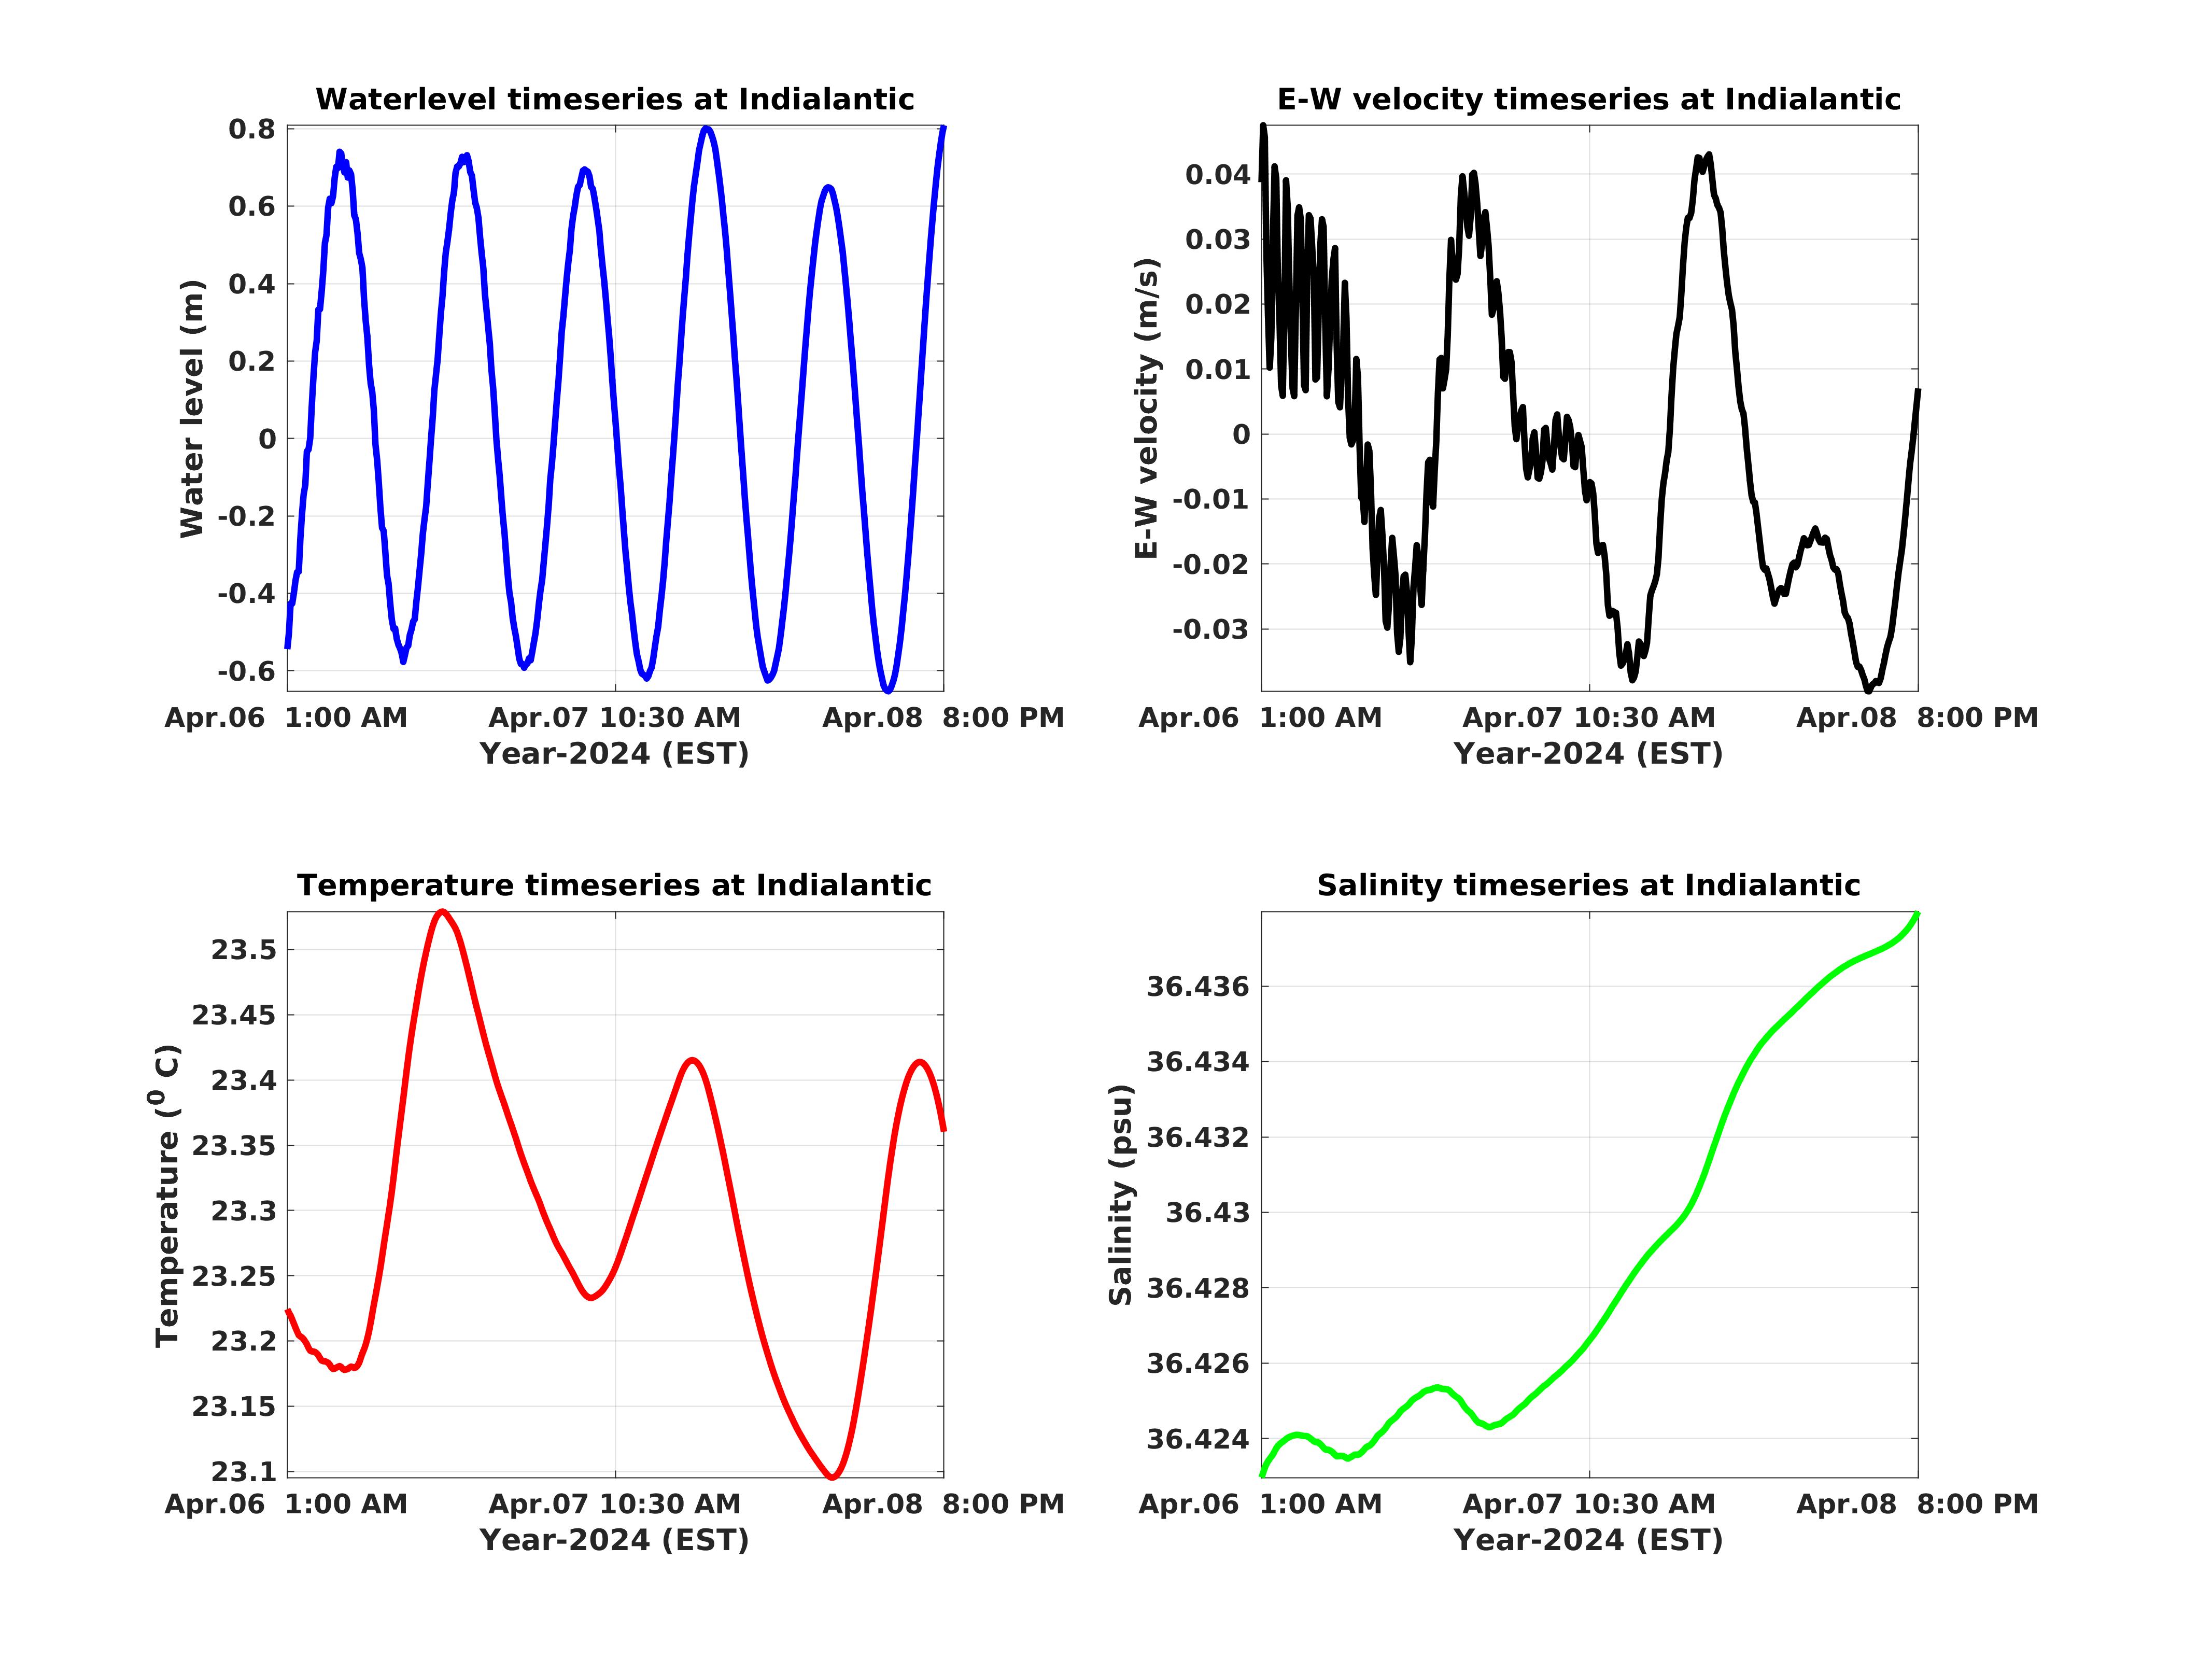 Waterlevel timeseries at Indialantic
0.8
0.6
0.4
0.2
0
-0.2
-0.4
-0.6
Water level (m)
Apr.06 1:00 AM Apr.07 10:30 AM Apr.08 8:00 PM
Year-2024 (EST)
E-W velocity timeseries at Indialantic
0.04
0.03
0.02
0.01
0
-0.01
-0.02
-0.03
E-W velocity (m/s)
Apr.06 1:00 AM Apr.07 10:30 AM Apr.08 8:00 PM
Year-2024 (EST)
Temperature timeseries at Indialantic
23.5
23.45
23.4
23.35
23.3
23.25
23.2
23.15
23.1
Temperature (⁰ C)
Apr.06 1:00 AM Apr.07 10:30 AM Apr.08 8:00 PM
Year-2024 (EST)
Salinity timeseries at Indialantic
36.436
36.434
36.432
36.43
36.428
36.426
36.424
Salinity (psu)
Apr.06 1:00 AM Apr.07 10:30 AM Apr.08 8:00 PM
Year-2024 (EST)